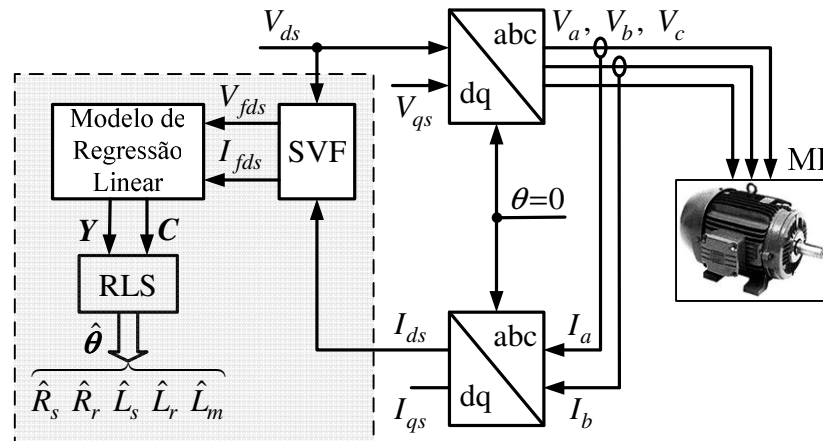 V_ds
abc
dq
V_a, V_b, V_c
V_qs
V_fds
I_fds
SVF
Modelo de
Regressão
Linear
MI
θ=0
Y
C
RLS
θ̂
R̂_s R̂_r L̂_s L̂_r L̂_m
I_ds
I_qs
abc
dq
I_a
I_b